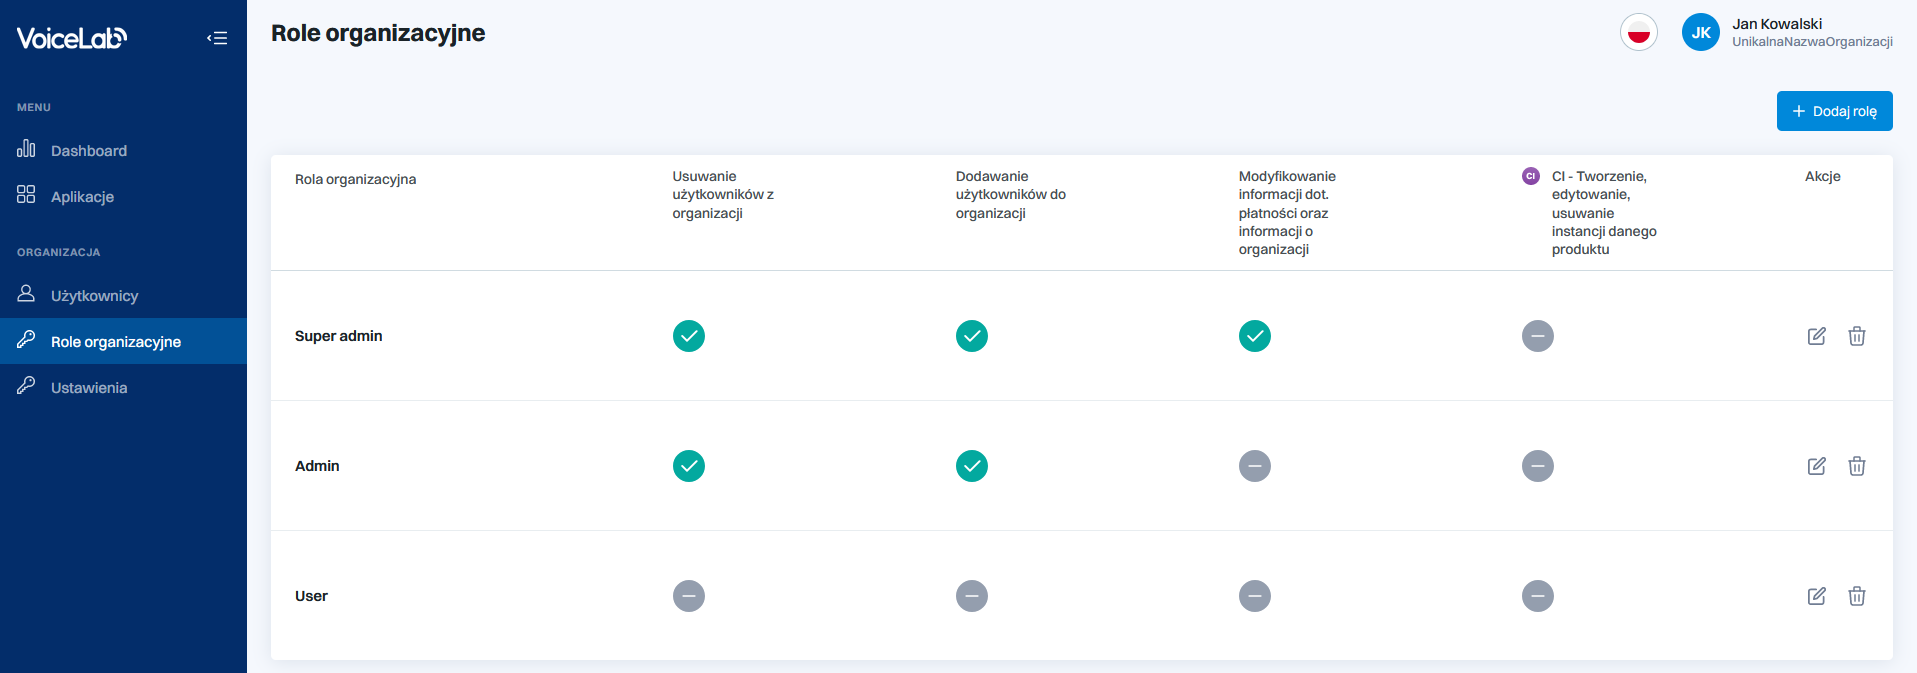 VoiceLab
Role organizacyjne
JK
Jan Kowalski
UnikalnaNazwaOrganizacji
MENU
Dashboard
Aplikacje
ORGANIZACJA
Użytkownicy
Role organizacyjne
Ustawienia
+ Dodaj rolę
Rola organizacyjna
Usuwanie
użytkowników z
organizacji
Dodawanie
użytkowników do
organizacji
Modyfikowanie
informacji dot.
płatności oraz
informacji o
organizacji
CI
CI - Tworzenie,
edytowanie,
usuwanie
instancji danego
produktu
Akcje
Super admin
Admin
User